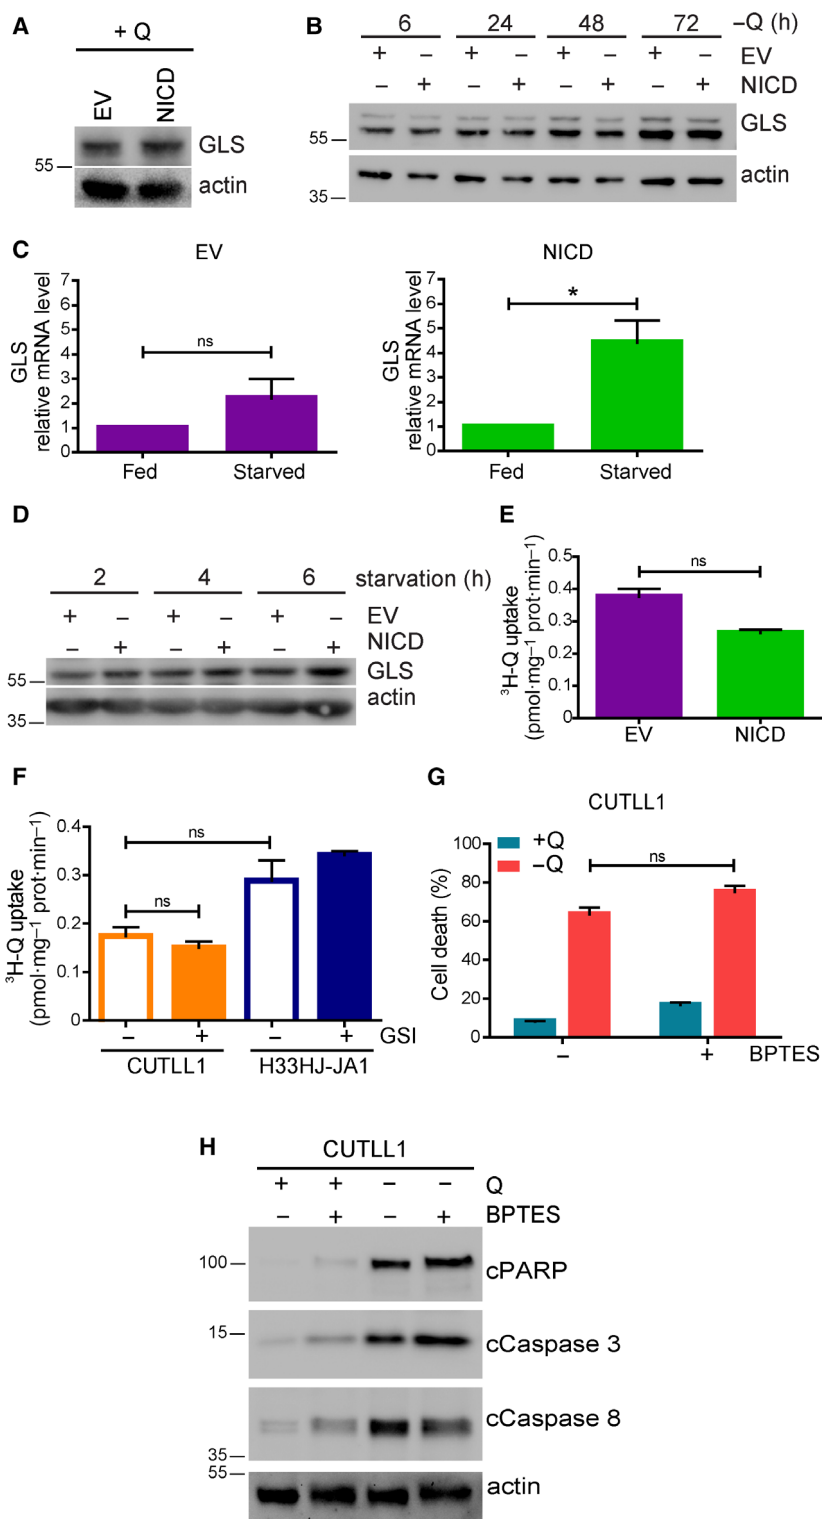 A
+ Q
EV
NICD
GLS
55
actin
B
6 24 48 72 –Q (h)
+ – + – + – + – EV
– + – + – + – + NICD
GLS
55
actin
35
C
EV
GLS
relative mRNA level
7
6
5
4
3
2
1
0
ns
Fed Starved
NICD
GLS
relative mRNA level
7
6
5
4
3
2
1
0
*
Fed Starved
D
2 4 6 starvation (h)
+ – + – + – EV
– + – + – + NICD
GLS
55
actin
35
E
³H-Q uptake
(pmol·mg⁻¹ prot·min⁻¹)
0.5
0.4
0.3
0.2
0.1
0
ns
EV NICD
F
³H-Q uptake
(pmol·mg⁻¹ prot·min⁻¹)
0.4
0.3
0.2
0.1
0
ns
ns
– + – + GSI
CUTLL1 H33HJ-JA1
G
CUTLL1
+Q
–Q
Cell death (%)
100
80
60
40
20
0
ns
– + BPTES
H
CUTLL1
+ + – – Q
– + – + BPTES
100
cPARP
15
cCaspase 3
cCaspase 8
35
55
actin